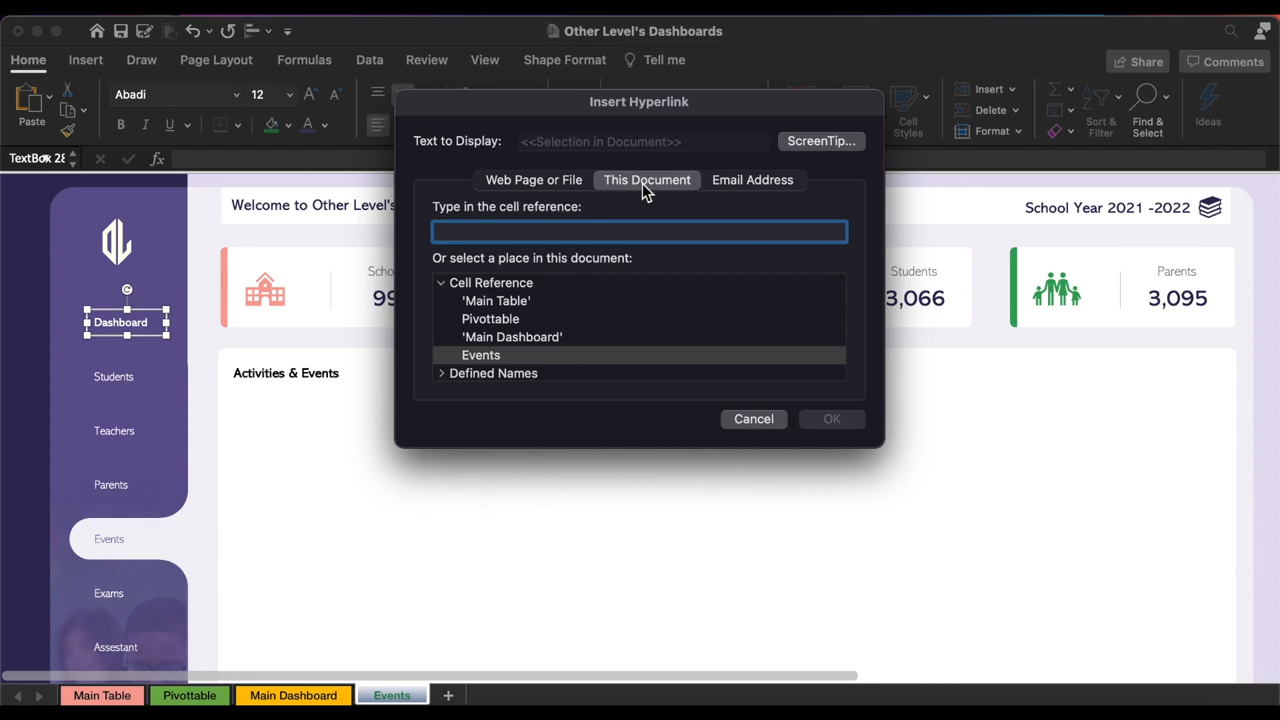 Other Level's Dashboards
Home Insert Draw Page Layout Formulas Data Review View Shape Format Tell me Share Comments
Paste Abadi 12 B I U Cell Styles Insert Delete Format Sort & Filter Find & Select Ideas
TextBox 28 fx
Insert Hyperlink
Text to Display: <<Selection in Document>> ScreenTip...
Web Page or File This Document Email Address
Type in the cell reference:
Or select a place in this document:
Cell Reference
'Main Table'
Pivottable
'Main Dashboard'
Events
Defined Names
Cancel OK
Welcome to Other Level's
School Year 2021 -2022
Students
3,066
Parents
3,095
OL
Dashboard
Students
Teachers
Parents
Events
Exams
Assestant
Activities & Events
Main Table Pivottable Main Dashboard Events +